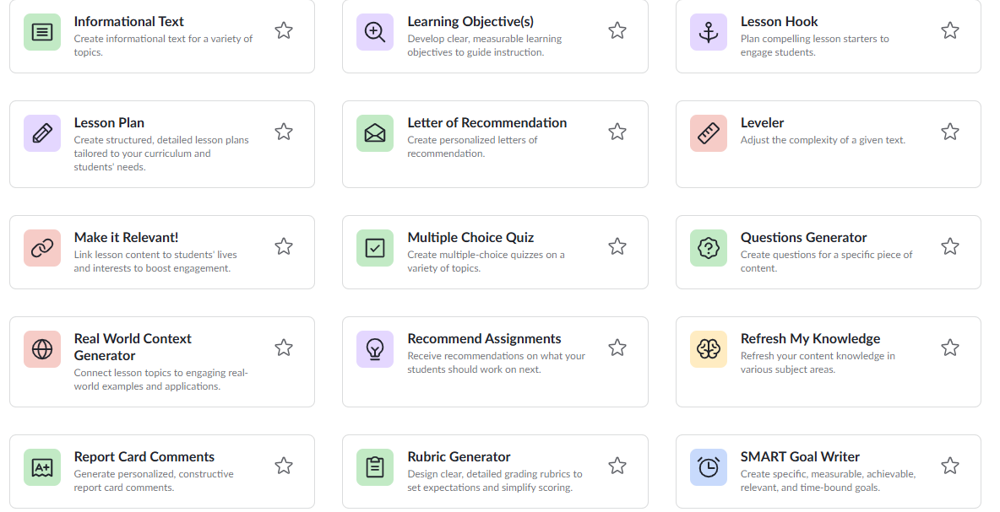 Informational Text
Create informational text for a variety of
topics.
Learning Objective(s)
Develop clear, measurable learning
objectives to guide instruction.
Lesson Hook
Plan compelling lesson starters to
engage students.
Lesson Plan
Create structured, detailed lesson plans
tailored to your curriculum and
students' needs.
Letter of Recommendation
Create personalized letters of
recommendation.
Leveler
Adjust the complexity of a given text.
Make it Relevant!
Link lesson content to students' lives
and interests to boost engagement.
Multiple Choice Quiz
Create multiple-choice quizzes on a
variety of topics.
Questions Generator
Create questions for a specific piece of
content.
Real World Context
Generator
Connect lesson topics to engaging real-
world examples and applications.
Recommend Assignments
Receive recommendations on what your
students should work on next.
Refresh My Knowledge
Refresh your content knowledge in
various subject areas.
A+
Report Card Comments
Generate personalized, constructive
report card comments.
Rubric Generator
Design clear, detailed grading rubrics to
set expectations and simplify scoring.
SMART Goal Writer
Create specific, measurable, achievable,
relevant, and time-bound goals.